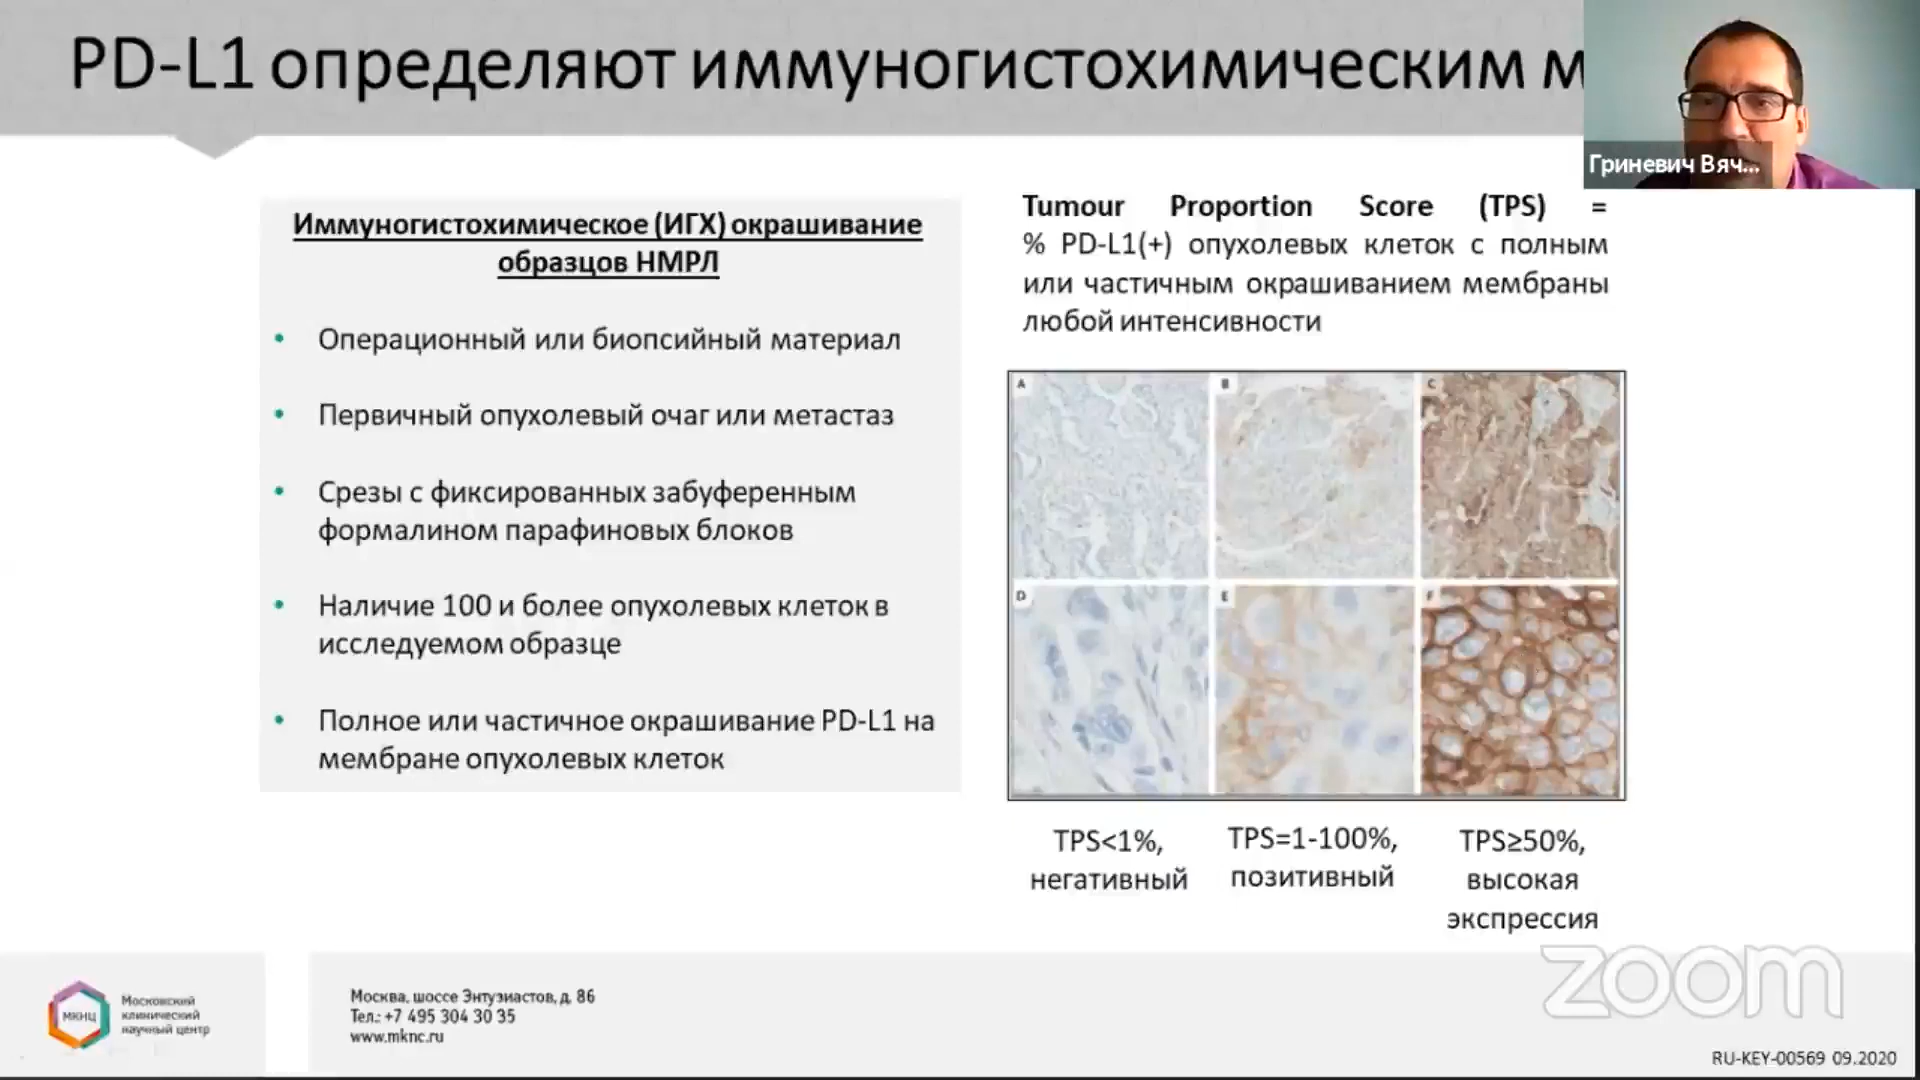 PD-L1 определяют иммуногистохимическим м
Гриневич Вяч...
Иммуногистохимическое (ИГХ) окрашивание
образцов НМРЛ
• Операционный или биопсийный материал
• Первичный опухолевый очаг или метастаз
• Срезы с фиксированных забуференным
формалином парафиновых блоков
• Наличие 100 и более опухолевых клеток в
исследуемом образце
• Полное или частичное окрашивание PD-L1 на
мембране опухолевых клеток
Tumour Proportion Score (TPS) =
% PD-L1(+) опухолевых клеток с полным
или частичным окрашиванием мембраны
любой интенсивности
A B C
D E F
TPS<1%,
негативный
TPS=1-100%,
позитивный
TPS≥50%,
высокая
экспрессия
zoom
МКНЦ
Московский
клинический
научный центр
Москва, шоссе Энтузиастов, д. 86
Тел.: +7 495 304 30 35
www.mknc.ru
RU-KEY-00569 09.2020